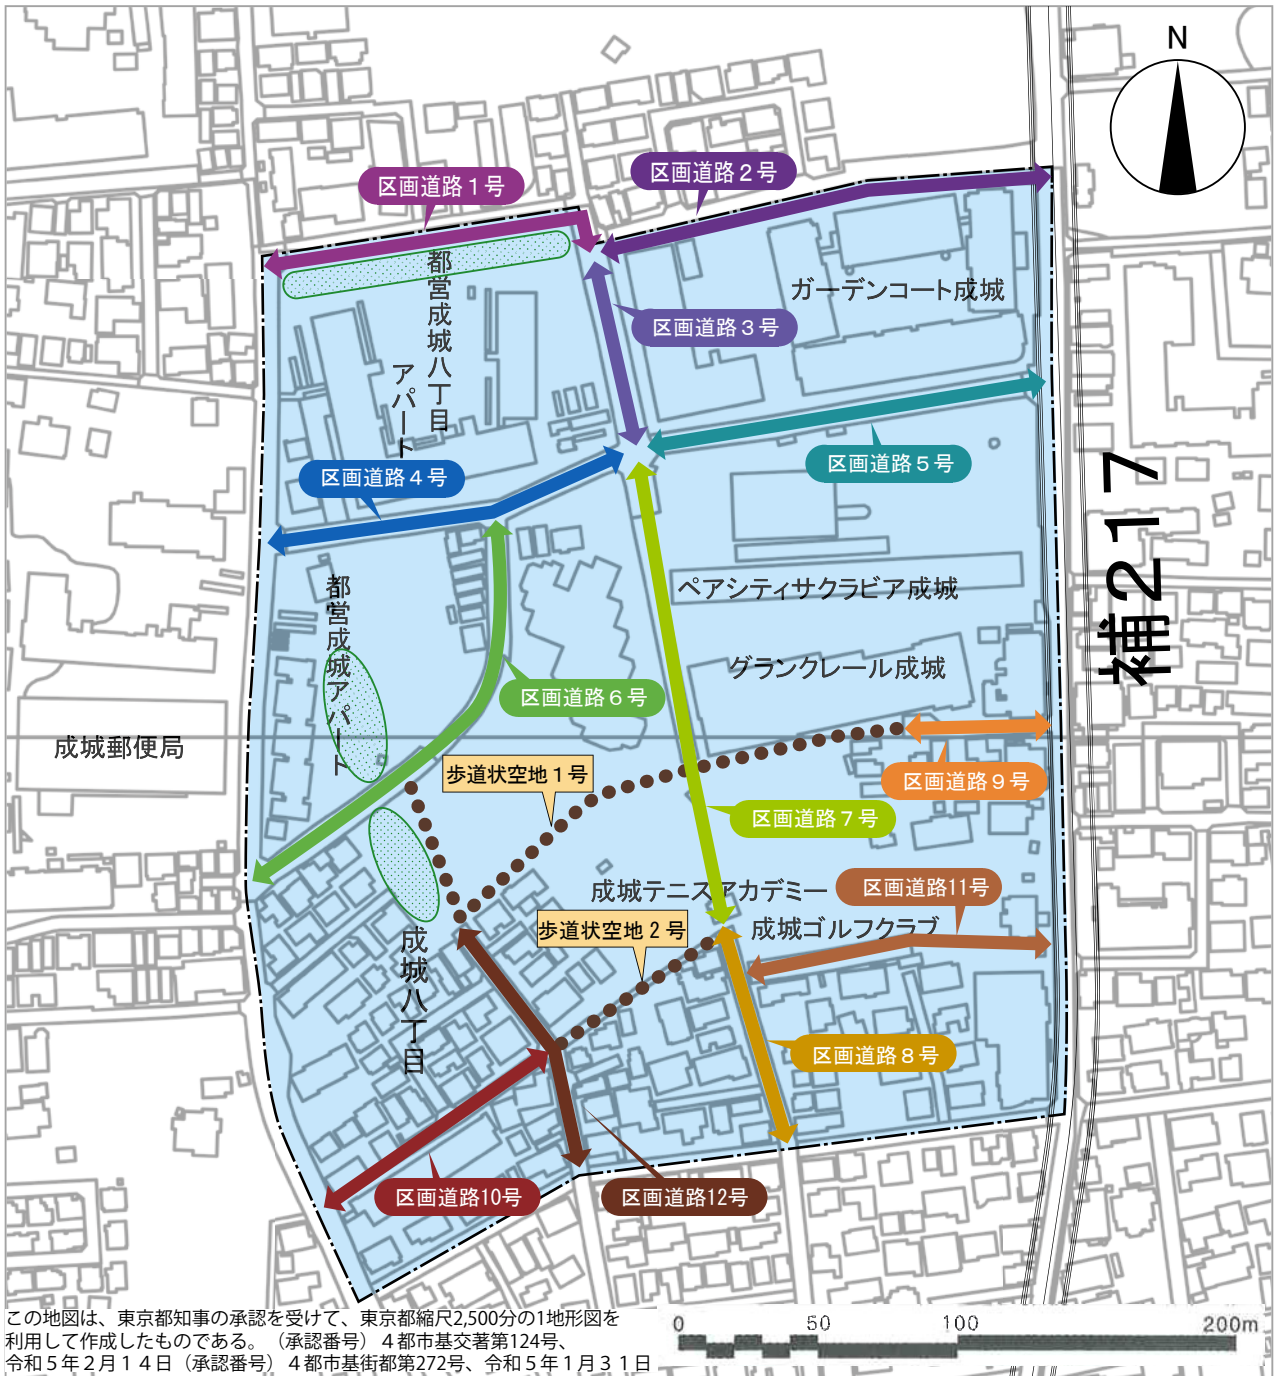 N
区画道路１号
区画道路２号
都営成城八丁目
アパート
ガーデンコート成城
区画道路３号
区画道路４号
区画道路５号
補２１７
都営成城アパート
ペアシティサクラビア成城
グランクレール成城
区画道路６号
成城郵便局
歩道状空地１号
区画道路９号
区画道路７号
成城テニスアカデミー
区画道路11号
歩道状空地２号
成城ゴルフクラブ
成城八丁目
区画道路８号
区画道路10号
区画道路12号
この地図は、東京都知事の承認を受けて、東京都縮尺2,500分の1地形図を
利用して作成したものである。（承認番号）４都市基交著第124号、
令和５年２月１４日（承認番号）４都市基街都第272号、令和５年１月３１日
0 50 100 200m